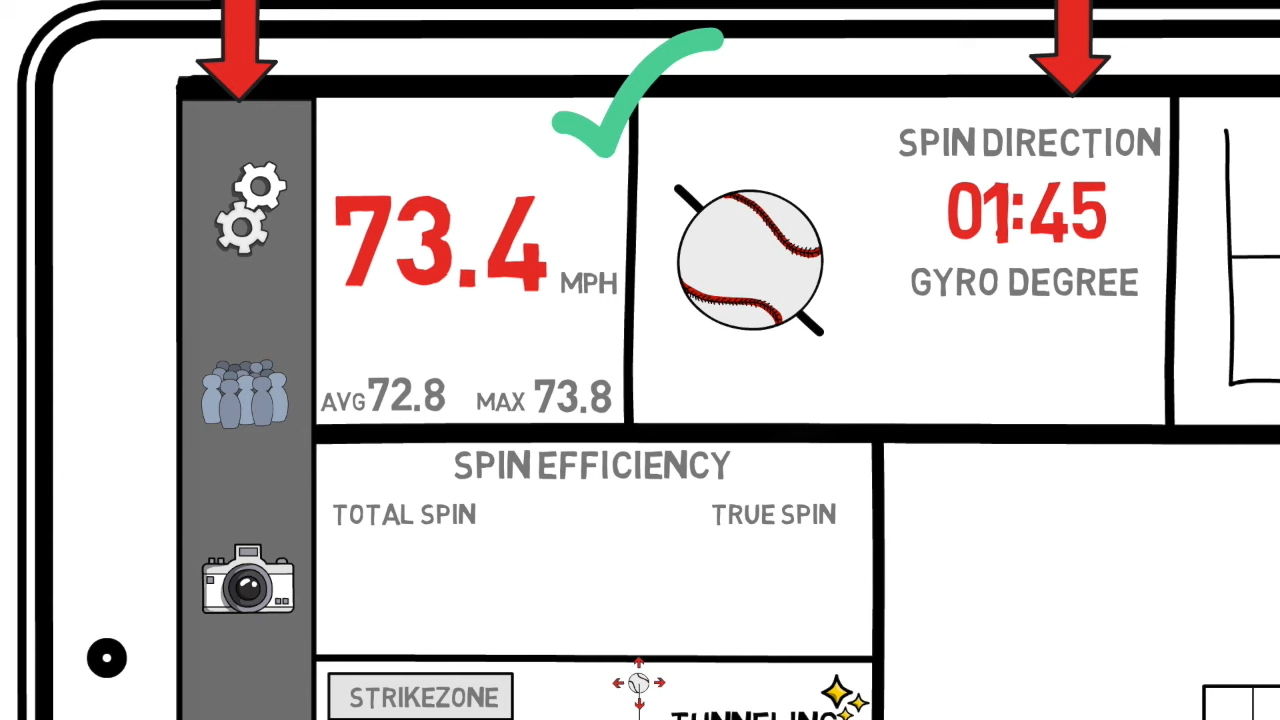 SPIN DIRECTION
01:45
GYRO DEGREE
73.4 MPH
AVG 72.8 MAX 73.8
SPIN EFFICIENCY
TOTAL SPIN TRUE SPIN
STRIKEZONE
TUNNELING